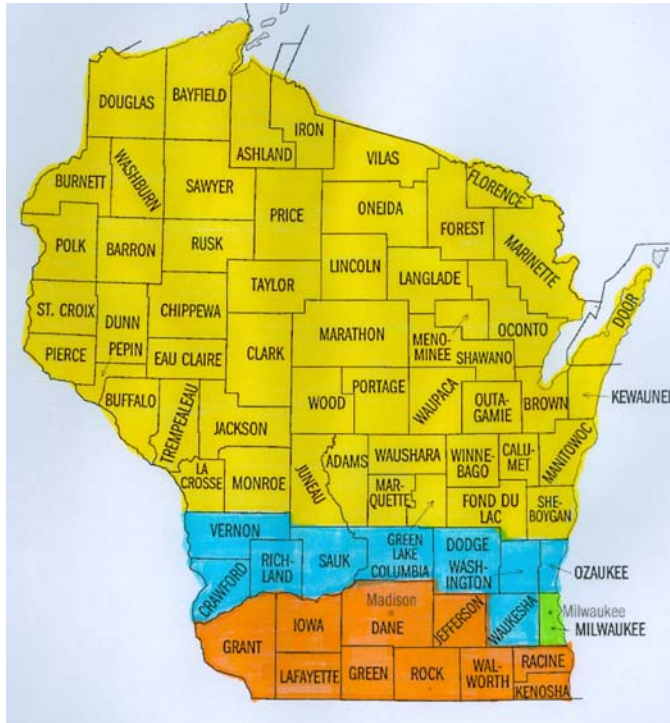 DOUGLAS
BAYFIELD
IRON
ASHLAND
VILAS
FLORENCE
BURNETT
WASHBURN
SAWYER
PRICE
ONEIDA
FOREST
MARINETTE
POLK
BARRON
RUSK
LINCOLN
LANGLADE
TAYLOR
DOOR
ST. CROIX
DUNN
CHIPPEWA
MARATHON
MENO-
MINEE
OCONTO
PIERCE
PEPIN
EAU CLAIRE
CLARK
SHAWANO
BUFFALO
TREMPEALEAU
JACKSON
WOOD
PORTAGE
WAUPACA
OUTA-
GAMIE
BROWN
KEWAUNE
LA
CROSSE
MONROE
JUNEAU
ADAMS
WAUSHARA
WINNE-
BAGO
CALU-
MET
MANITOWOC
MAR-
QUETTE
FOND DU
LAC
SHE-
BOYGAN
VERNON
GREEN
LAKE
DODGE
CRAWFORD
RICH-
LAND
SAUK
COLUMBIA
WASH-
INGTON
OZAUKEE
Madison
DANE
JEFFERSON
WAUKESHA
Milwaukee
MILWAUKEE
GRANT
IOWA
LAFAYETTE
GREEN
ROCK
WAL-
WORTH
RACINE
KENOSHA